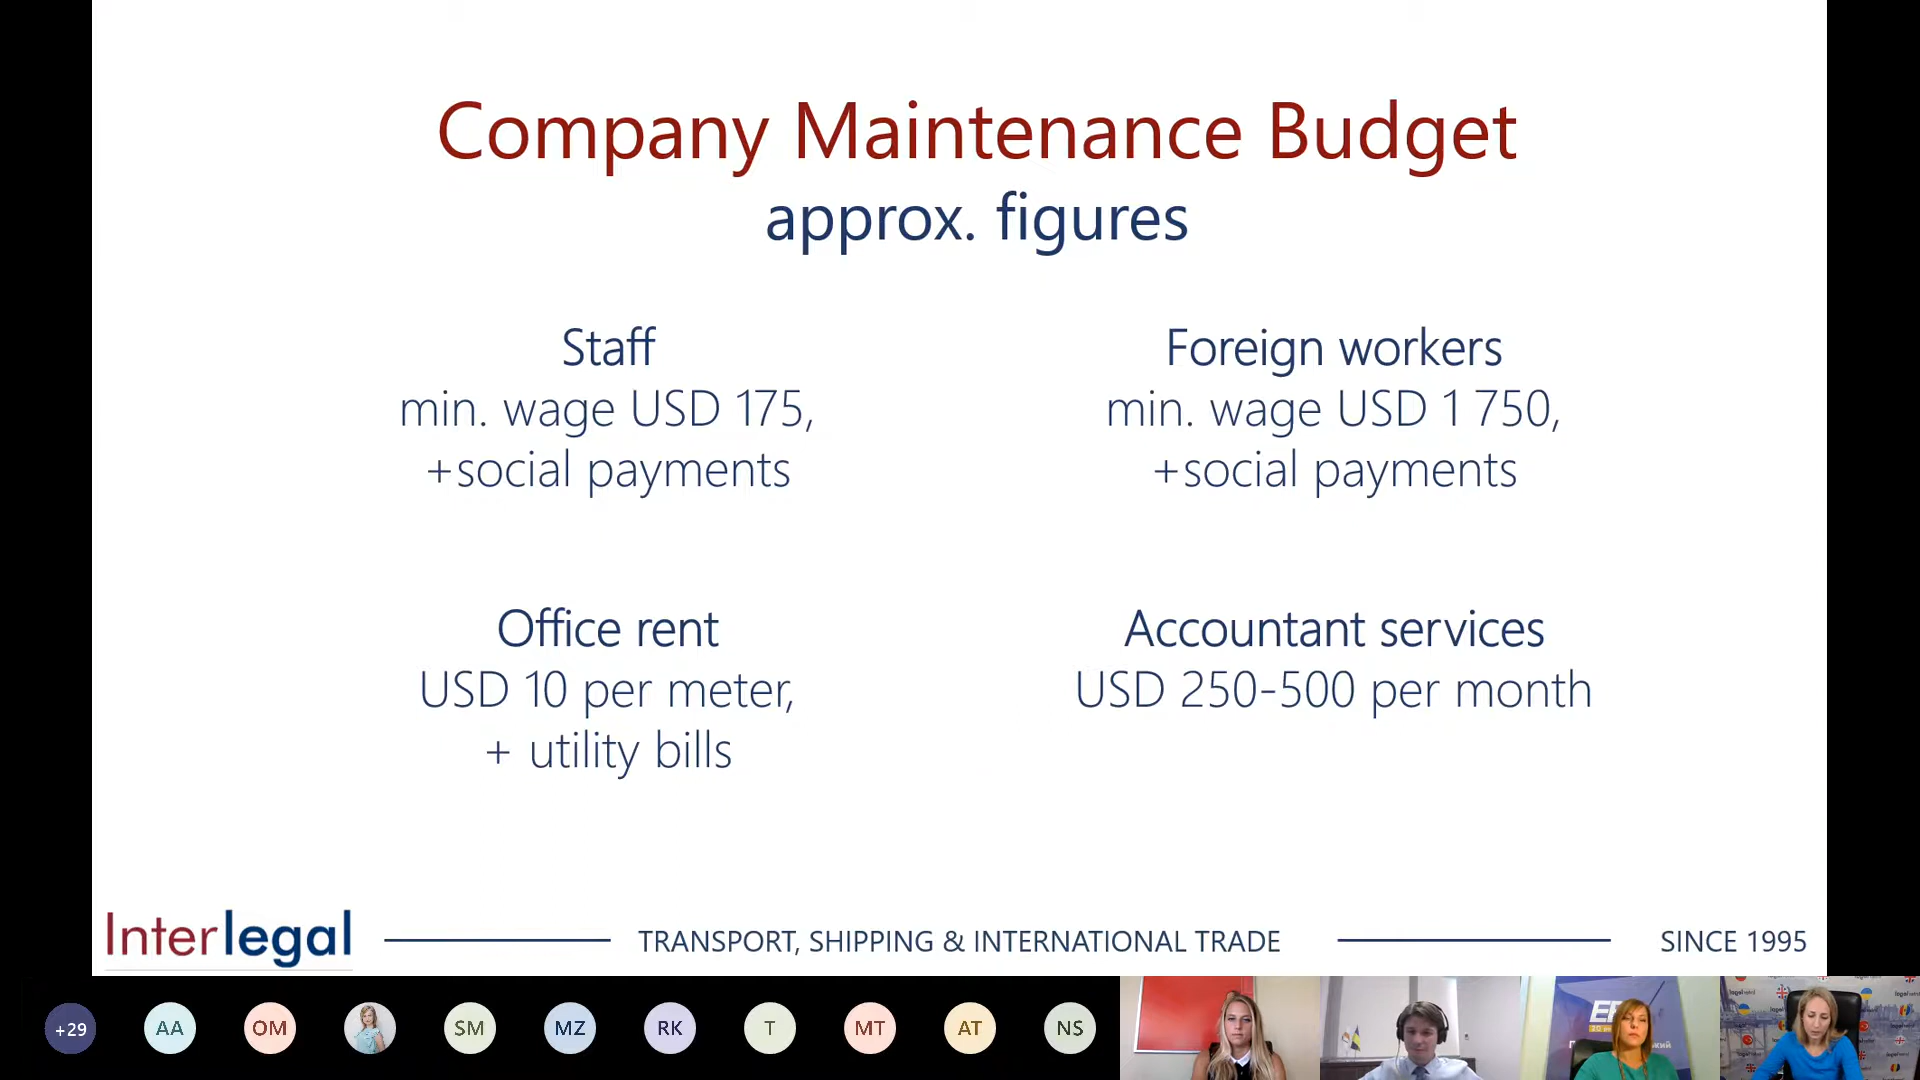 Company Maintenance Budget
approx. figures
Staff
min. wage USD 175,
+social payments
Foreign workers
min. wage USD 1 750,
+social payments
Office rent
USD 10 per meter,
+ utility bills
Accountant services
USD 250-500 per month
Interlegal
TRANSPORT, SHIPPING & INTERNATIONAL TRADE
SINCE 1995
+29
AA
OM
SM
MZ
RK
T
MT
AT
NS